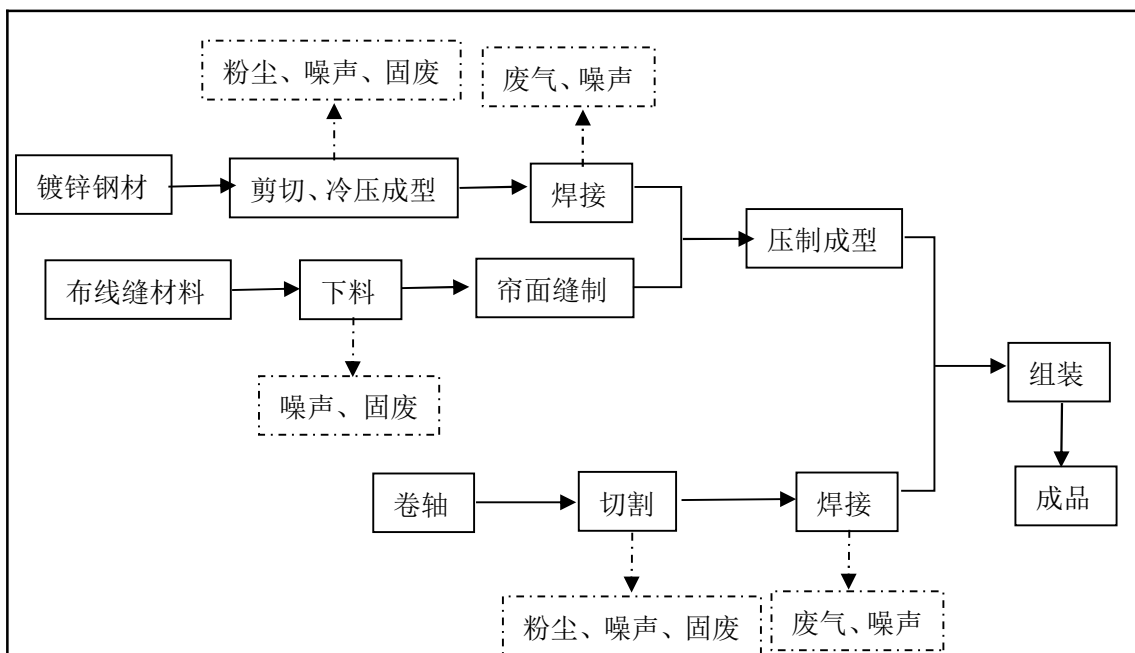 粉尘、噪声、固废
废气、噪声
镀锌钢材
剪切、冷压成型
焊接
压制成型
布线缝材料
下料
帘面缝制
组装
噪声、固废
卷轴
切割
焊接
成品
粉尘、噪声、固废
废气、噪声